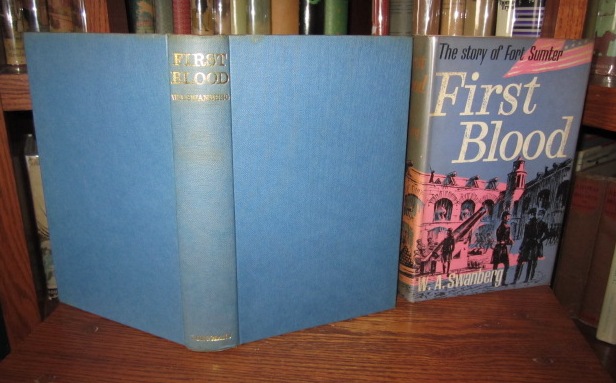 FIRST
BLOOD
W.A. SWANBERG
The story of Fort Sumter
First
Blood
W. A. Swanberg